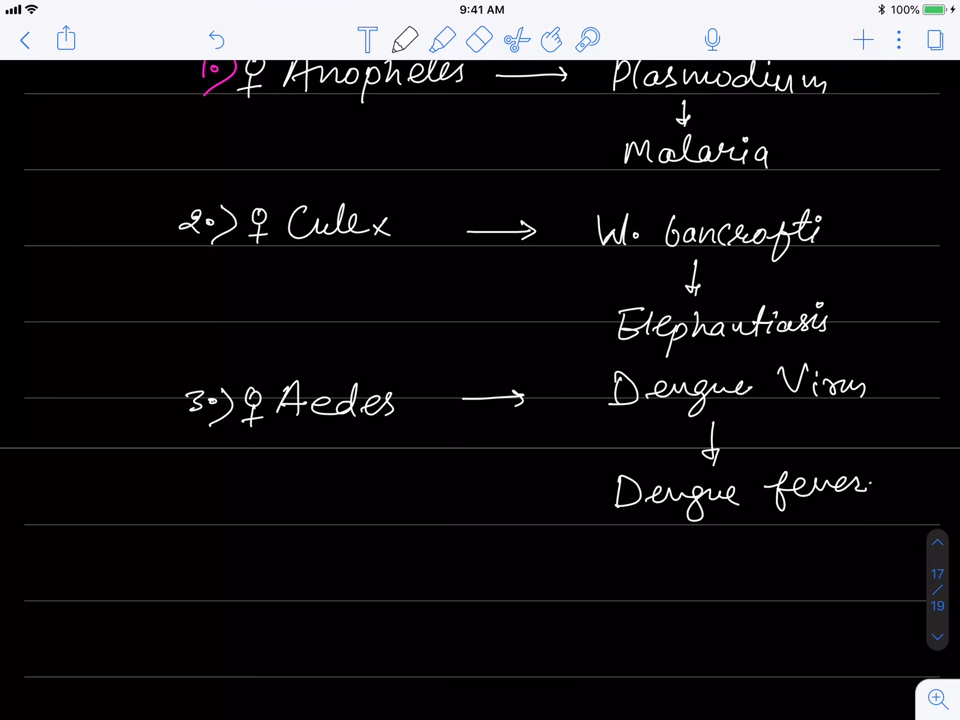 9:41 AM
100%
1.) ♀ Anopheles → Plasmodium
↓
Malaria
2.) ♀ Culex → W. bancrofti
↓
Elephantiasis
3.) ♀ Aedes → Dengue Virus
↓
Dengue fever
17
/
19